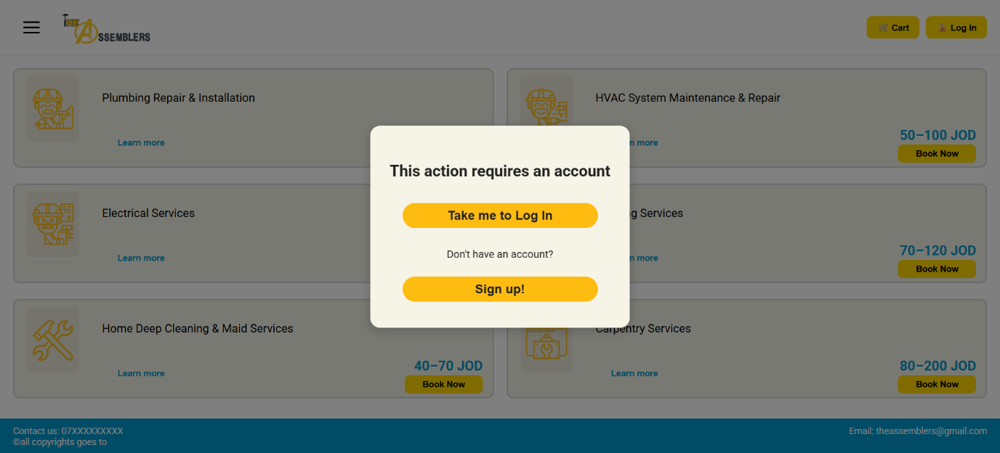 THE ASSEMBLERS
🛒 Cart
🔒 Log In
Plumbing Repair & Installation
Learn more
HVAC System Maintenance & Repair
n more
50–100 JOD
Book Now
This action requires an account
Take me to Log In
Don't have an account?
Sign up!
Electrical Services
Learn more
g Services
n more
70–120 JOD
Book Now
Home Deep Cleaning & Maid Services
Learn more
40–70 JOD
Book Now
Carpentry Services
Learn more
80–200 JOD
Book Now
Contact us: 07XXXXXXXXX
©all copyrights goes to
Email: theassemblers@gmail.com